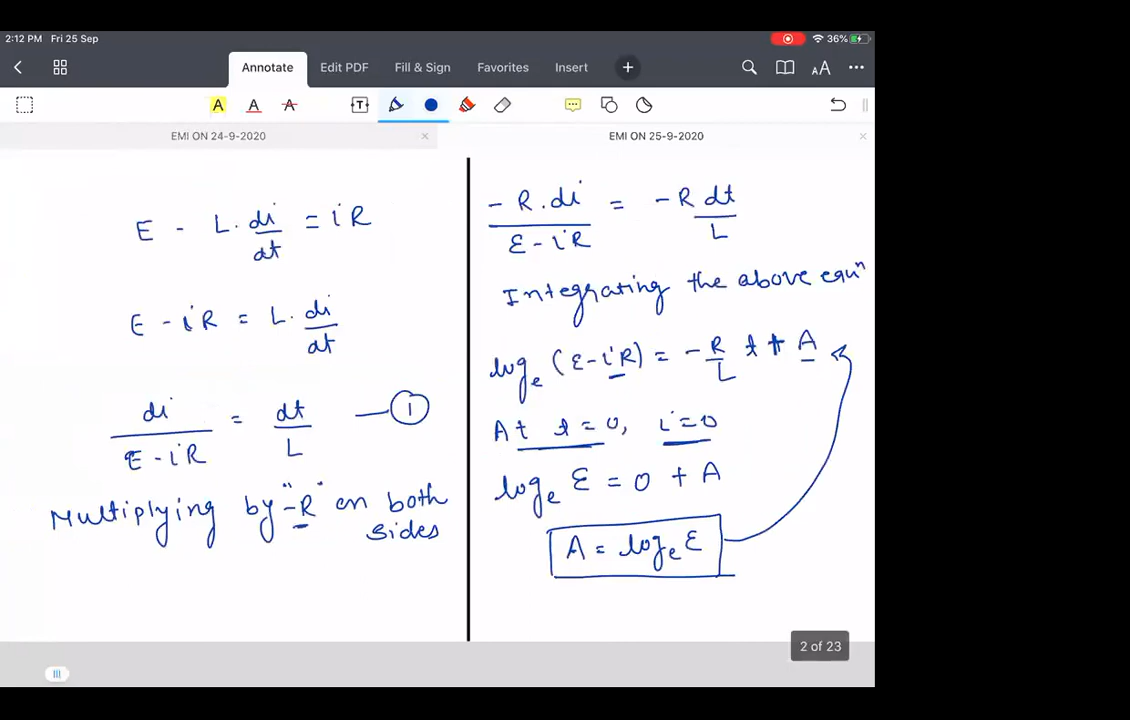 2:12 PM Fri 25 Sep
36%
Annotate Edit PDF Fill & Sign Favorites Insert
EMI ON 24-9-2020
EMI ON 25-9-2020
E - L. di/dt = iR
E - iR = L. di/dt
di/(E - iR) = dt/L — 1
Multiplying by "-R" on both
sides
-R. di/(E - iR) = -R dt/L
Integrating the above equⁿ
logₑ (E - iR) = -R/L t + A
At t = 0, i = 0
logₑ E = 0 + A
A = logₑ E
2 of 23